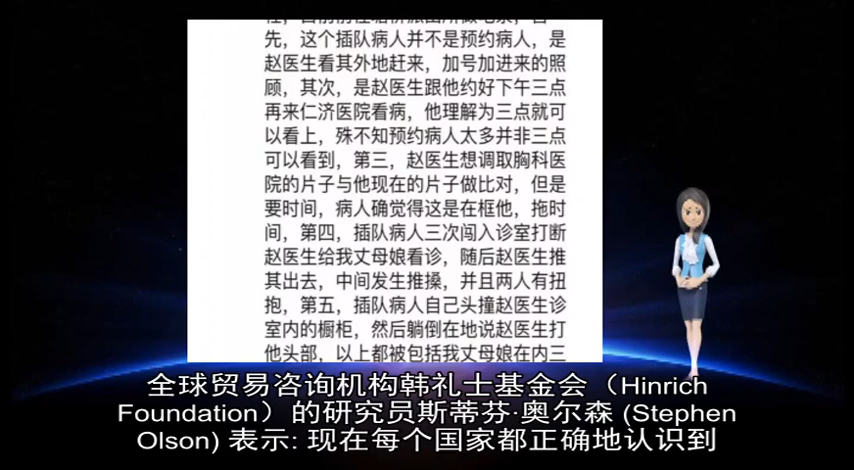 先，这个插队病人并不是预约病人，是
赵医生看其外地赶来，加号加进来的照
顾，其次，是赵医生跟他约好下午三点
再来仁济医院看病，他理解为三点就可
以看上，殊不知预约病人太多并非三点
可以看到，第三，赵医生想调取胸科医
院的片子与他现在的片子做比对，但是
要时间，病人确觉得这是在框他，拖时
间，第四，插队病人三次闯入诊室打断
赵医生给我丈母娘看诊，随后赵医生推
其出去，中间发生推搡，并且两人有扭
抱，第五，插队病人自己头撞赵医生诊
室内的橱柜，然后躺倒在地说赵医生打
他头部，以上都被包括我丈母娘在内三
全球贸易咨询机构韩礼士基金会（Hinrich
Foundation）的研究员斯蒂芬·奥尔森 (Stephen
Olson) 表示: 现在每个国家都正确地认识到